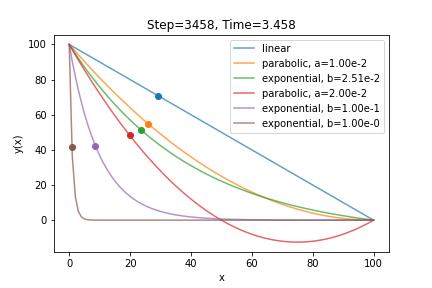 Step=3458, Time=3.458
linear
parabolic, a=1.00e-2
exponential, b=2.51e-2
parabolic, a=2.00e-2
exponential, b=1.00e-1
exponential, b=1.00e-0
100
80
60
40
20
0
y(x)
0 20 40 60 80 100
x